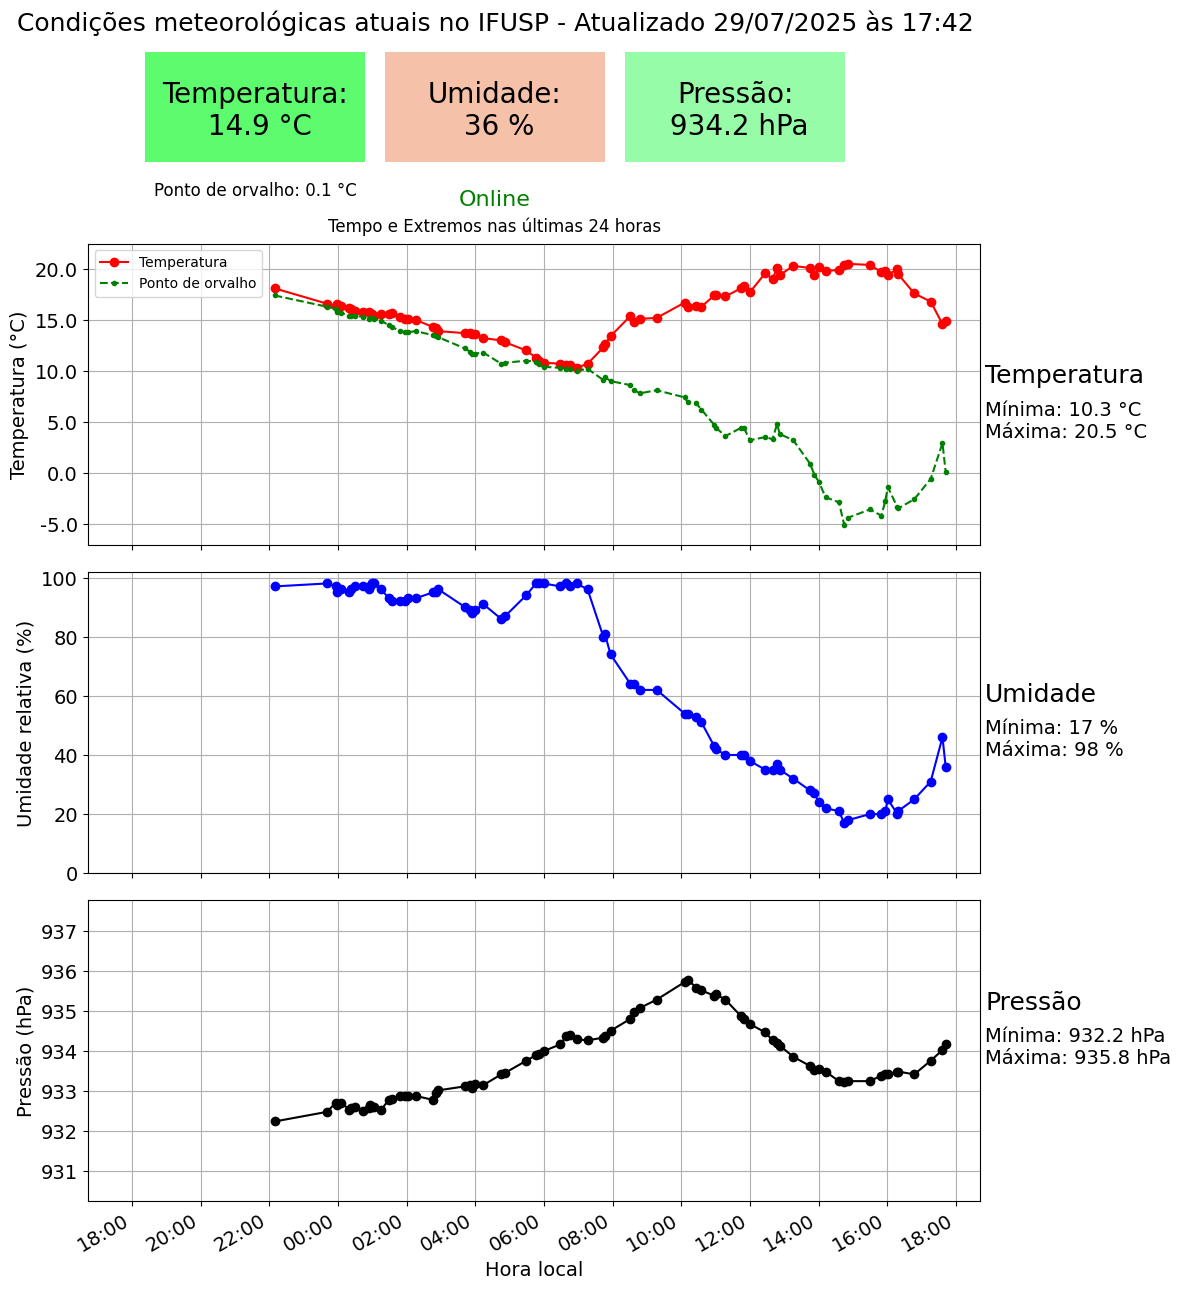 Condições meteorológicas atuais no IFUSP - Atualizado 29/07/2025 às 17:42
Temperatura:
14.9 °C
Umidade:
36 %
Pressão:
934.2 hPa
Ponto de orvalho: 0.1 °C
Online
Tempo e Extremos nas últimas 24 horas
Temperatura
Ponto de orvalho
Temperatura (°C)
20.0
15.0
10.0
5.0
0.0
-5.0
Temperatura
Mínima: 10.3 °C
Máxima: 20.5 °C
Umidade relativa (%)
100
80
60
40
20
0
Umidade
Mínima: 17 %
Máxima: 98 %
Pressão (hPa)
937
936
935
934
933
932
931
Pressão
Mínima: 932.2 hPa
Máxima: 935.8 hPa
18:00 20:00 22:00 00:00 02:00 04:00 06:00 08:00 10:00 12:00 14:00 16:00 18:00
Hora local